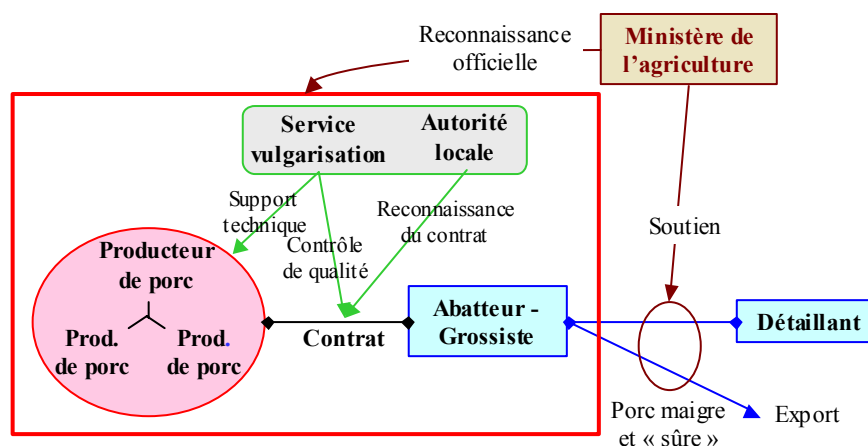 Reconnaissance
officielle
Ministère de
l’agriculture
Service
vulgarisation
Autorité
locale
Support
technique
Contrôle
de qualité
Reconnaissance
du contrat
Soutien
Producteur
de porc
Prod.
de porc
Prod.
de porc
Contrat
Abatteur -
Grossiste
Détaillant
Porc maigre
et « sûre »
Export